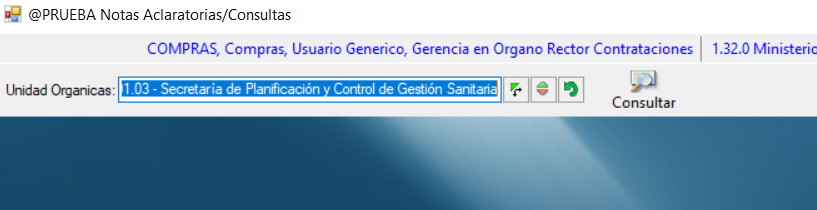 @PRUEBA Notas Aclaratorias/Consultas
COMPRAS, Compras, Usuario Generico, Gerencia en Organo Rector Contrataciones 1.32.0 Ministerio
Unidad Organicas: 1.03 - Secretaría de Planificación y Control de Gestión Sanitaria
Consultar